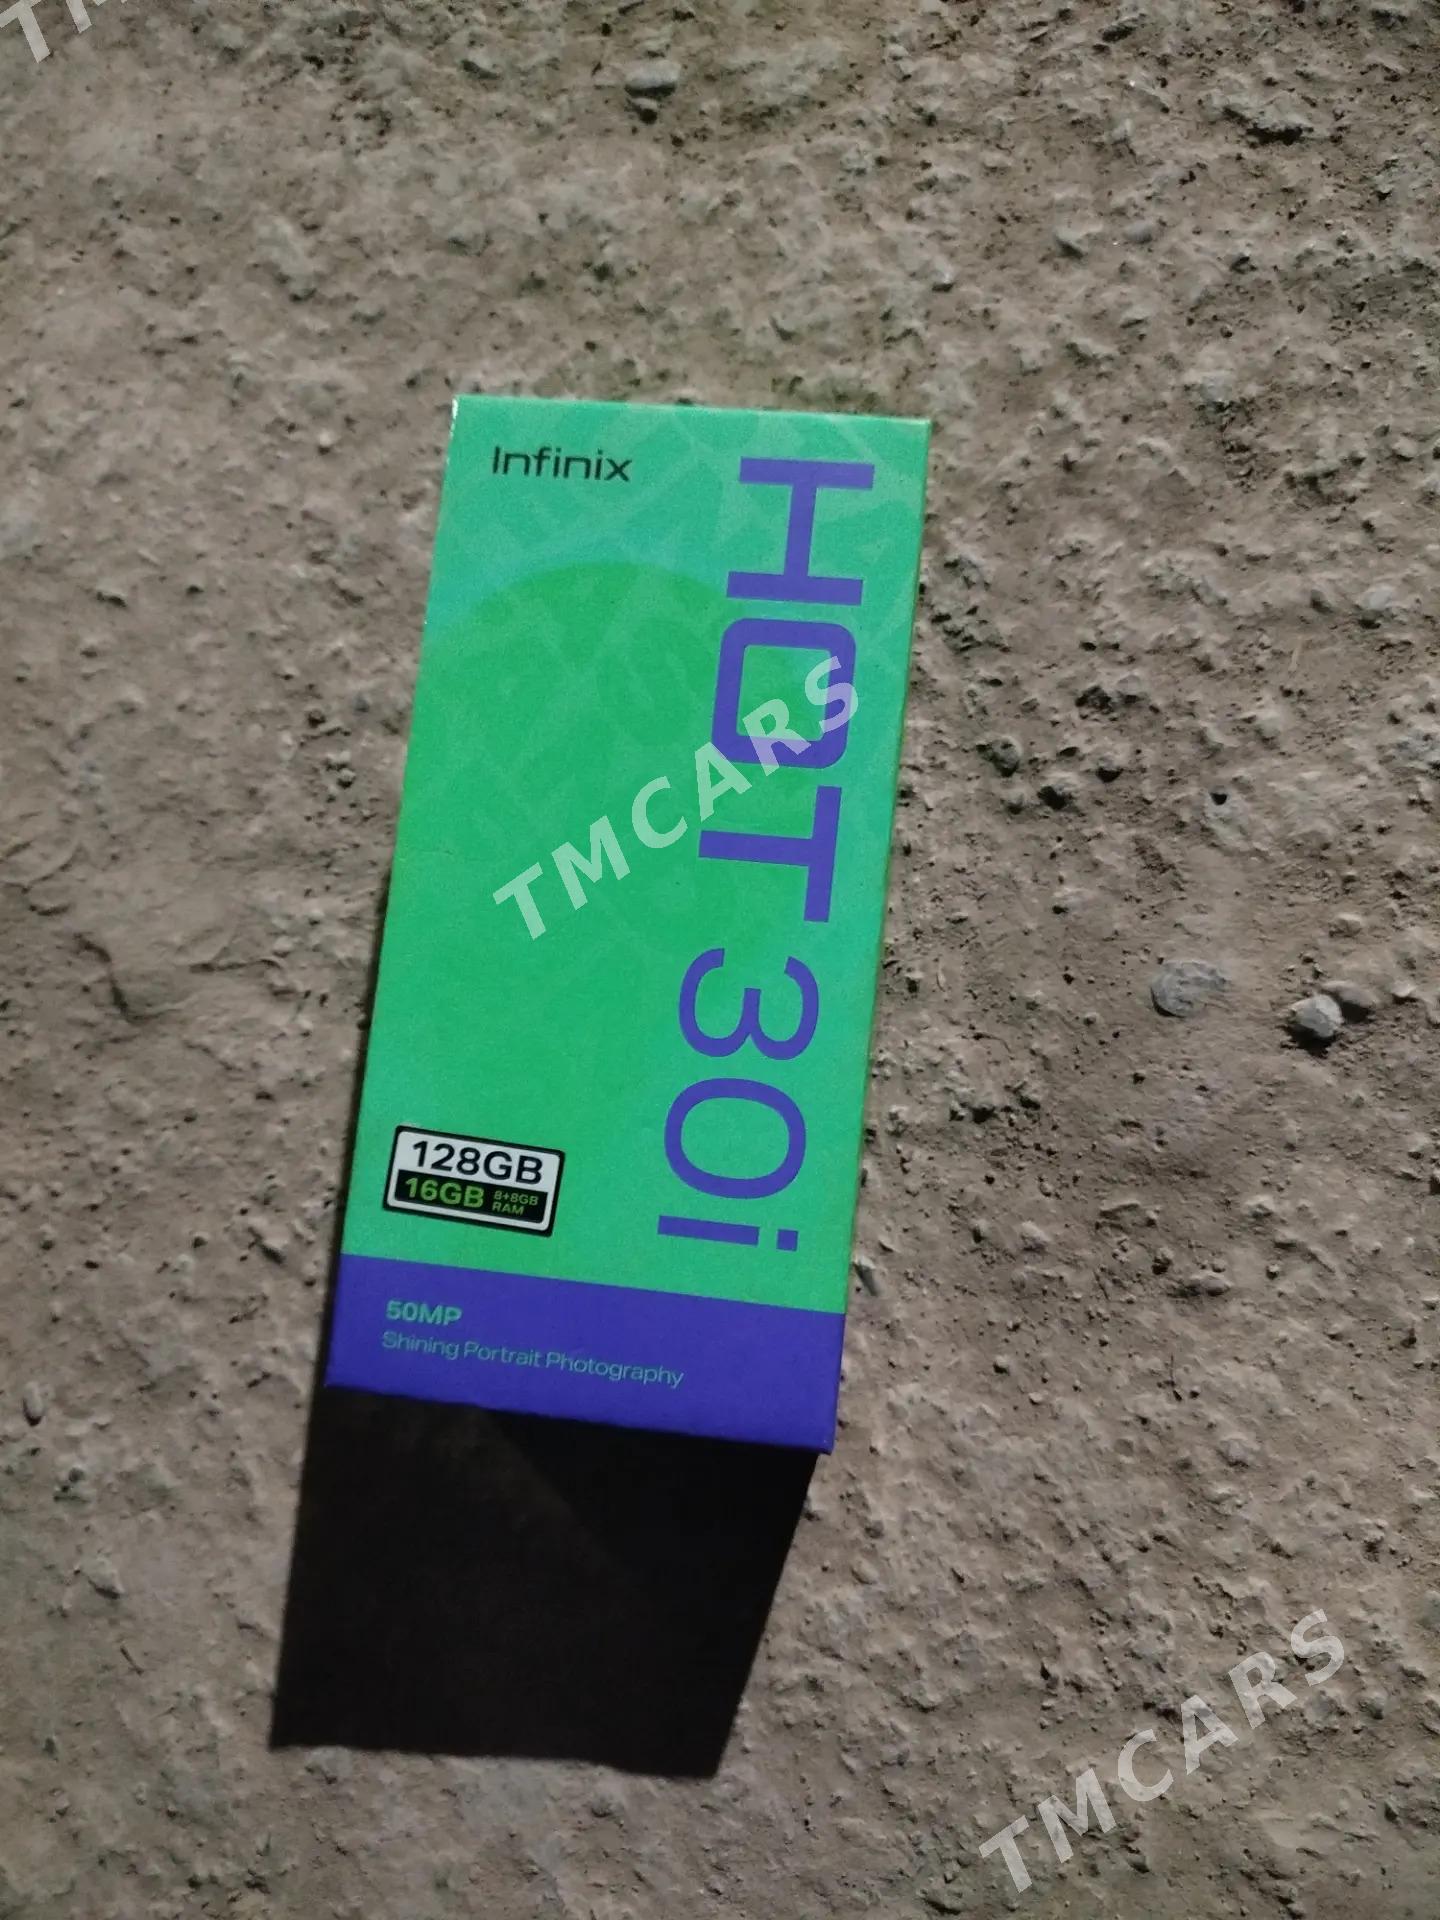 Infinix
HOT 30i
128GB
16GB 8+8GB RAM
50MP
Shining Portrait Photography
TMCARS
TMCARS